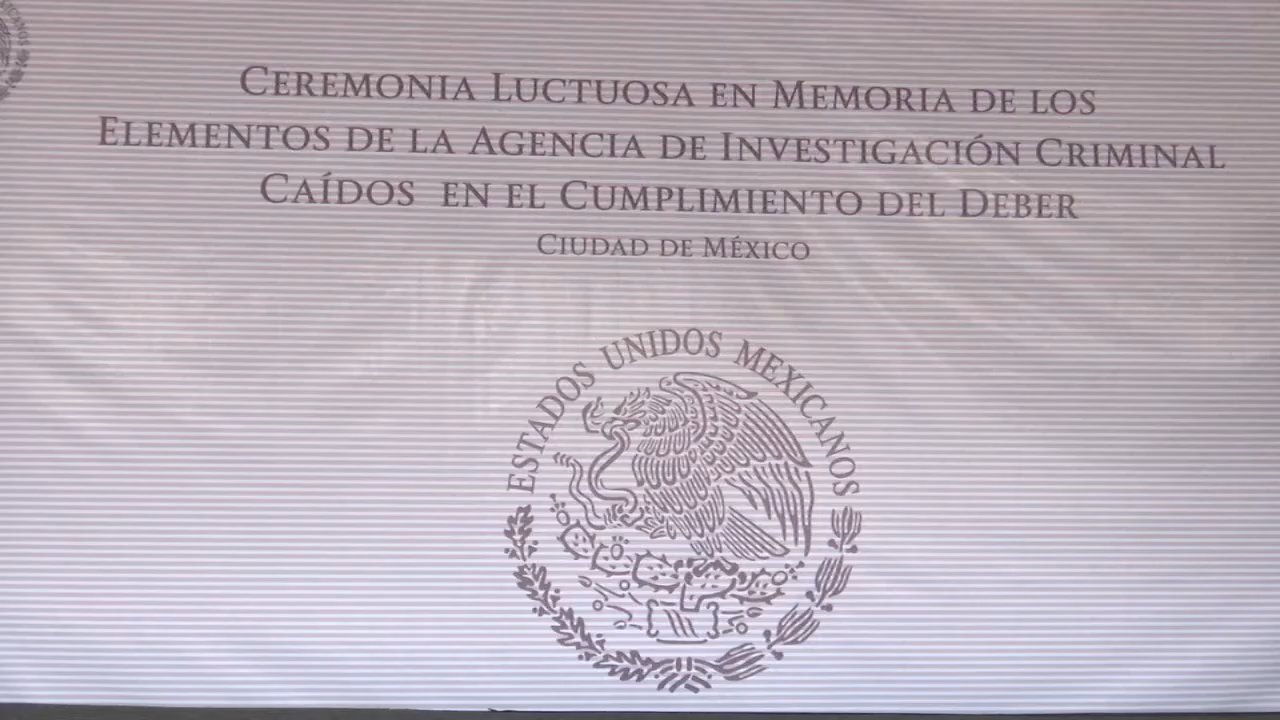 CEREMONIA LUCTUOSA EN MEMORIA DE LOS
ELEMENTOS DE LA AGENCIA DE INVESTIGACIÓN CRIMINAL
CAÍDOS EN EL CUMPLIMIENTO DEL DEBER
CIUDAD DE MÉXICO
ESTADOS UNIDOS MEXICANOS